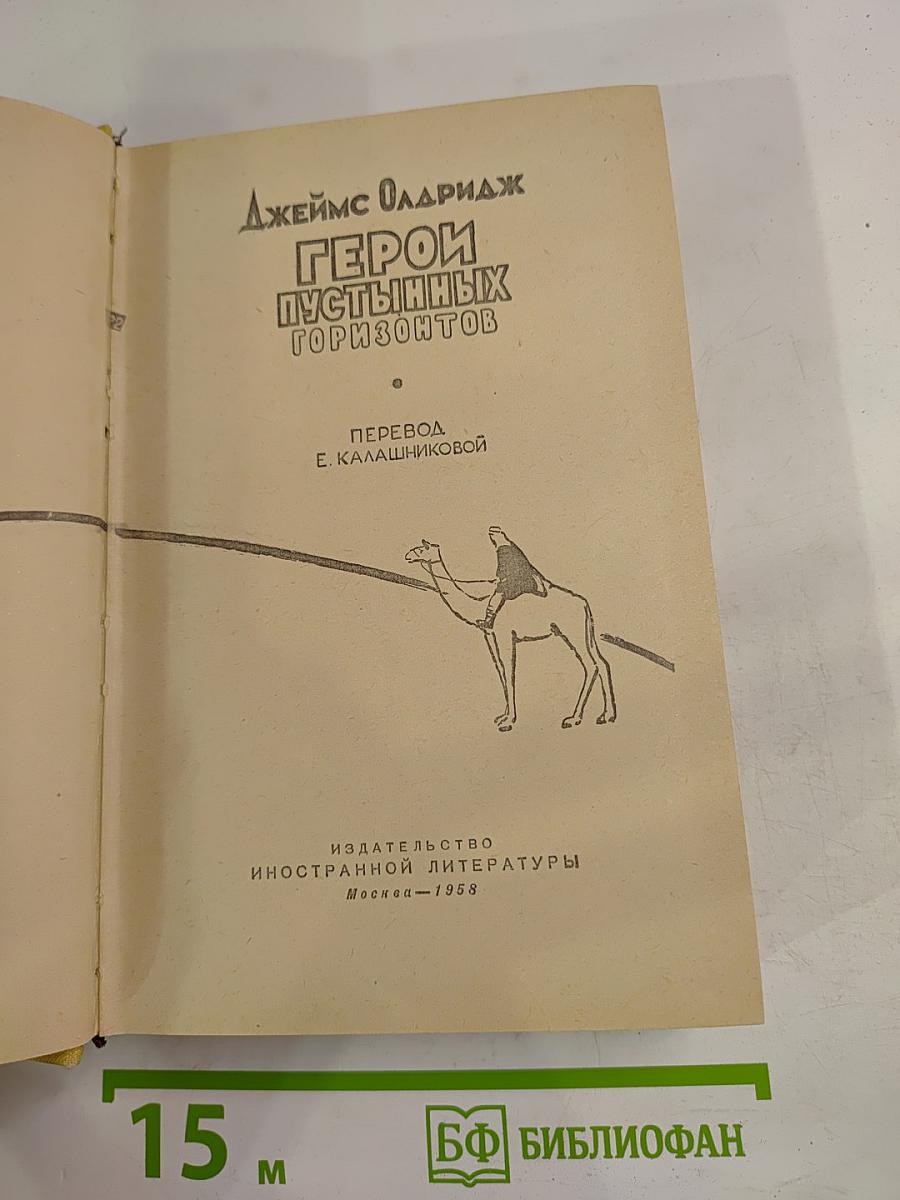 Джеймс Олдридж
ГЕРОИ
ПУСТЫННЫХ
ГОРИЗОНТОВ
ПЕРЕВОД
Е. КАЛАШНИКОВОЙ
ИЗДАТЕЛЬСТВО
ИНОСТРАННОЙ ЛИТЕРАТУРЫ
Москва—1958
15 м
БФ БИБЛИОФАН